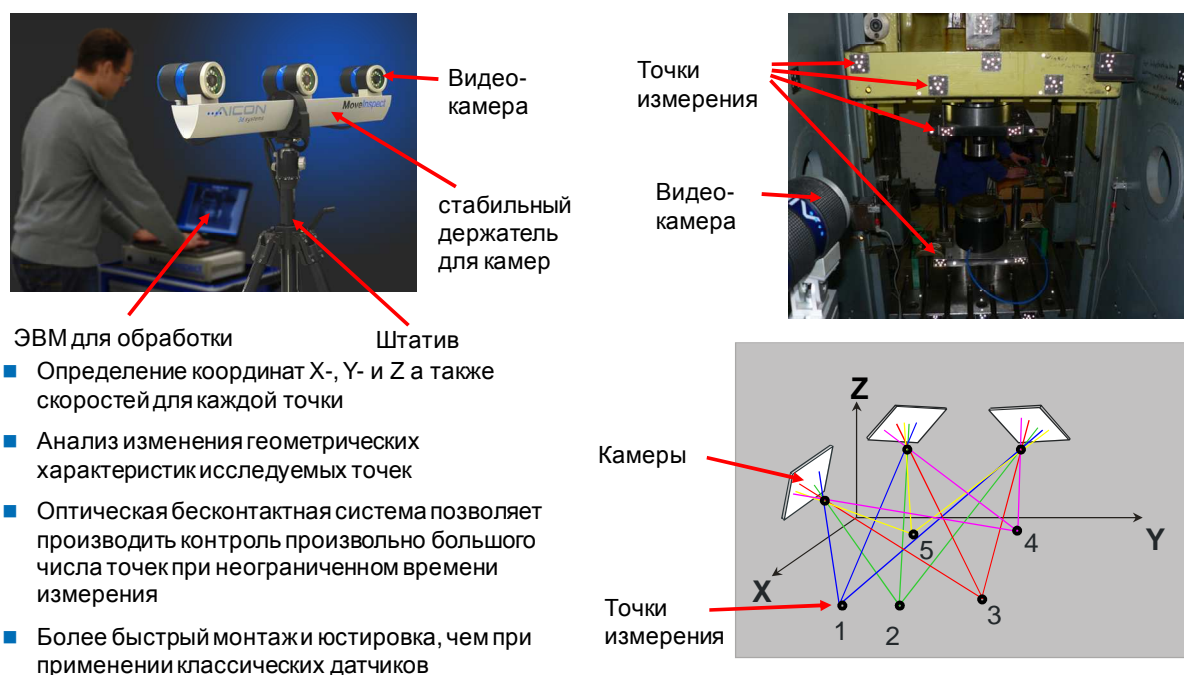 AICON
3d systems
MoveInspect
Видео-
камера
стабильный
держатель
для камер
ЭВМ для обработки
Штатив
Определение координат X-, Y- и Z а также
скоростей для каждой точки
Анализ изменения геометрических
характеристик исследуемых точек
Оптическая бесконтактная система позволяет
производить контроль произвольно большого
числа точек при неограниченном времени
измерения
Более быстрый монтаж и юстировка, чем при
применении классических датчиков
Точки
измерения
Видео-
камера
Камеры
Точки
измерения
Z
Y
X
1
2
3
4
5